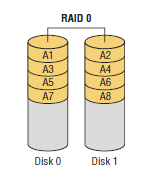 RAID 0
A1 A2
A3 A4
A5 A6
A7 A8
Disk 0 Disk 1